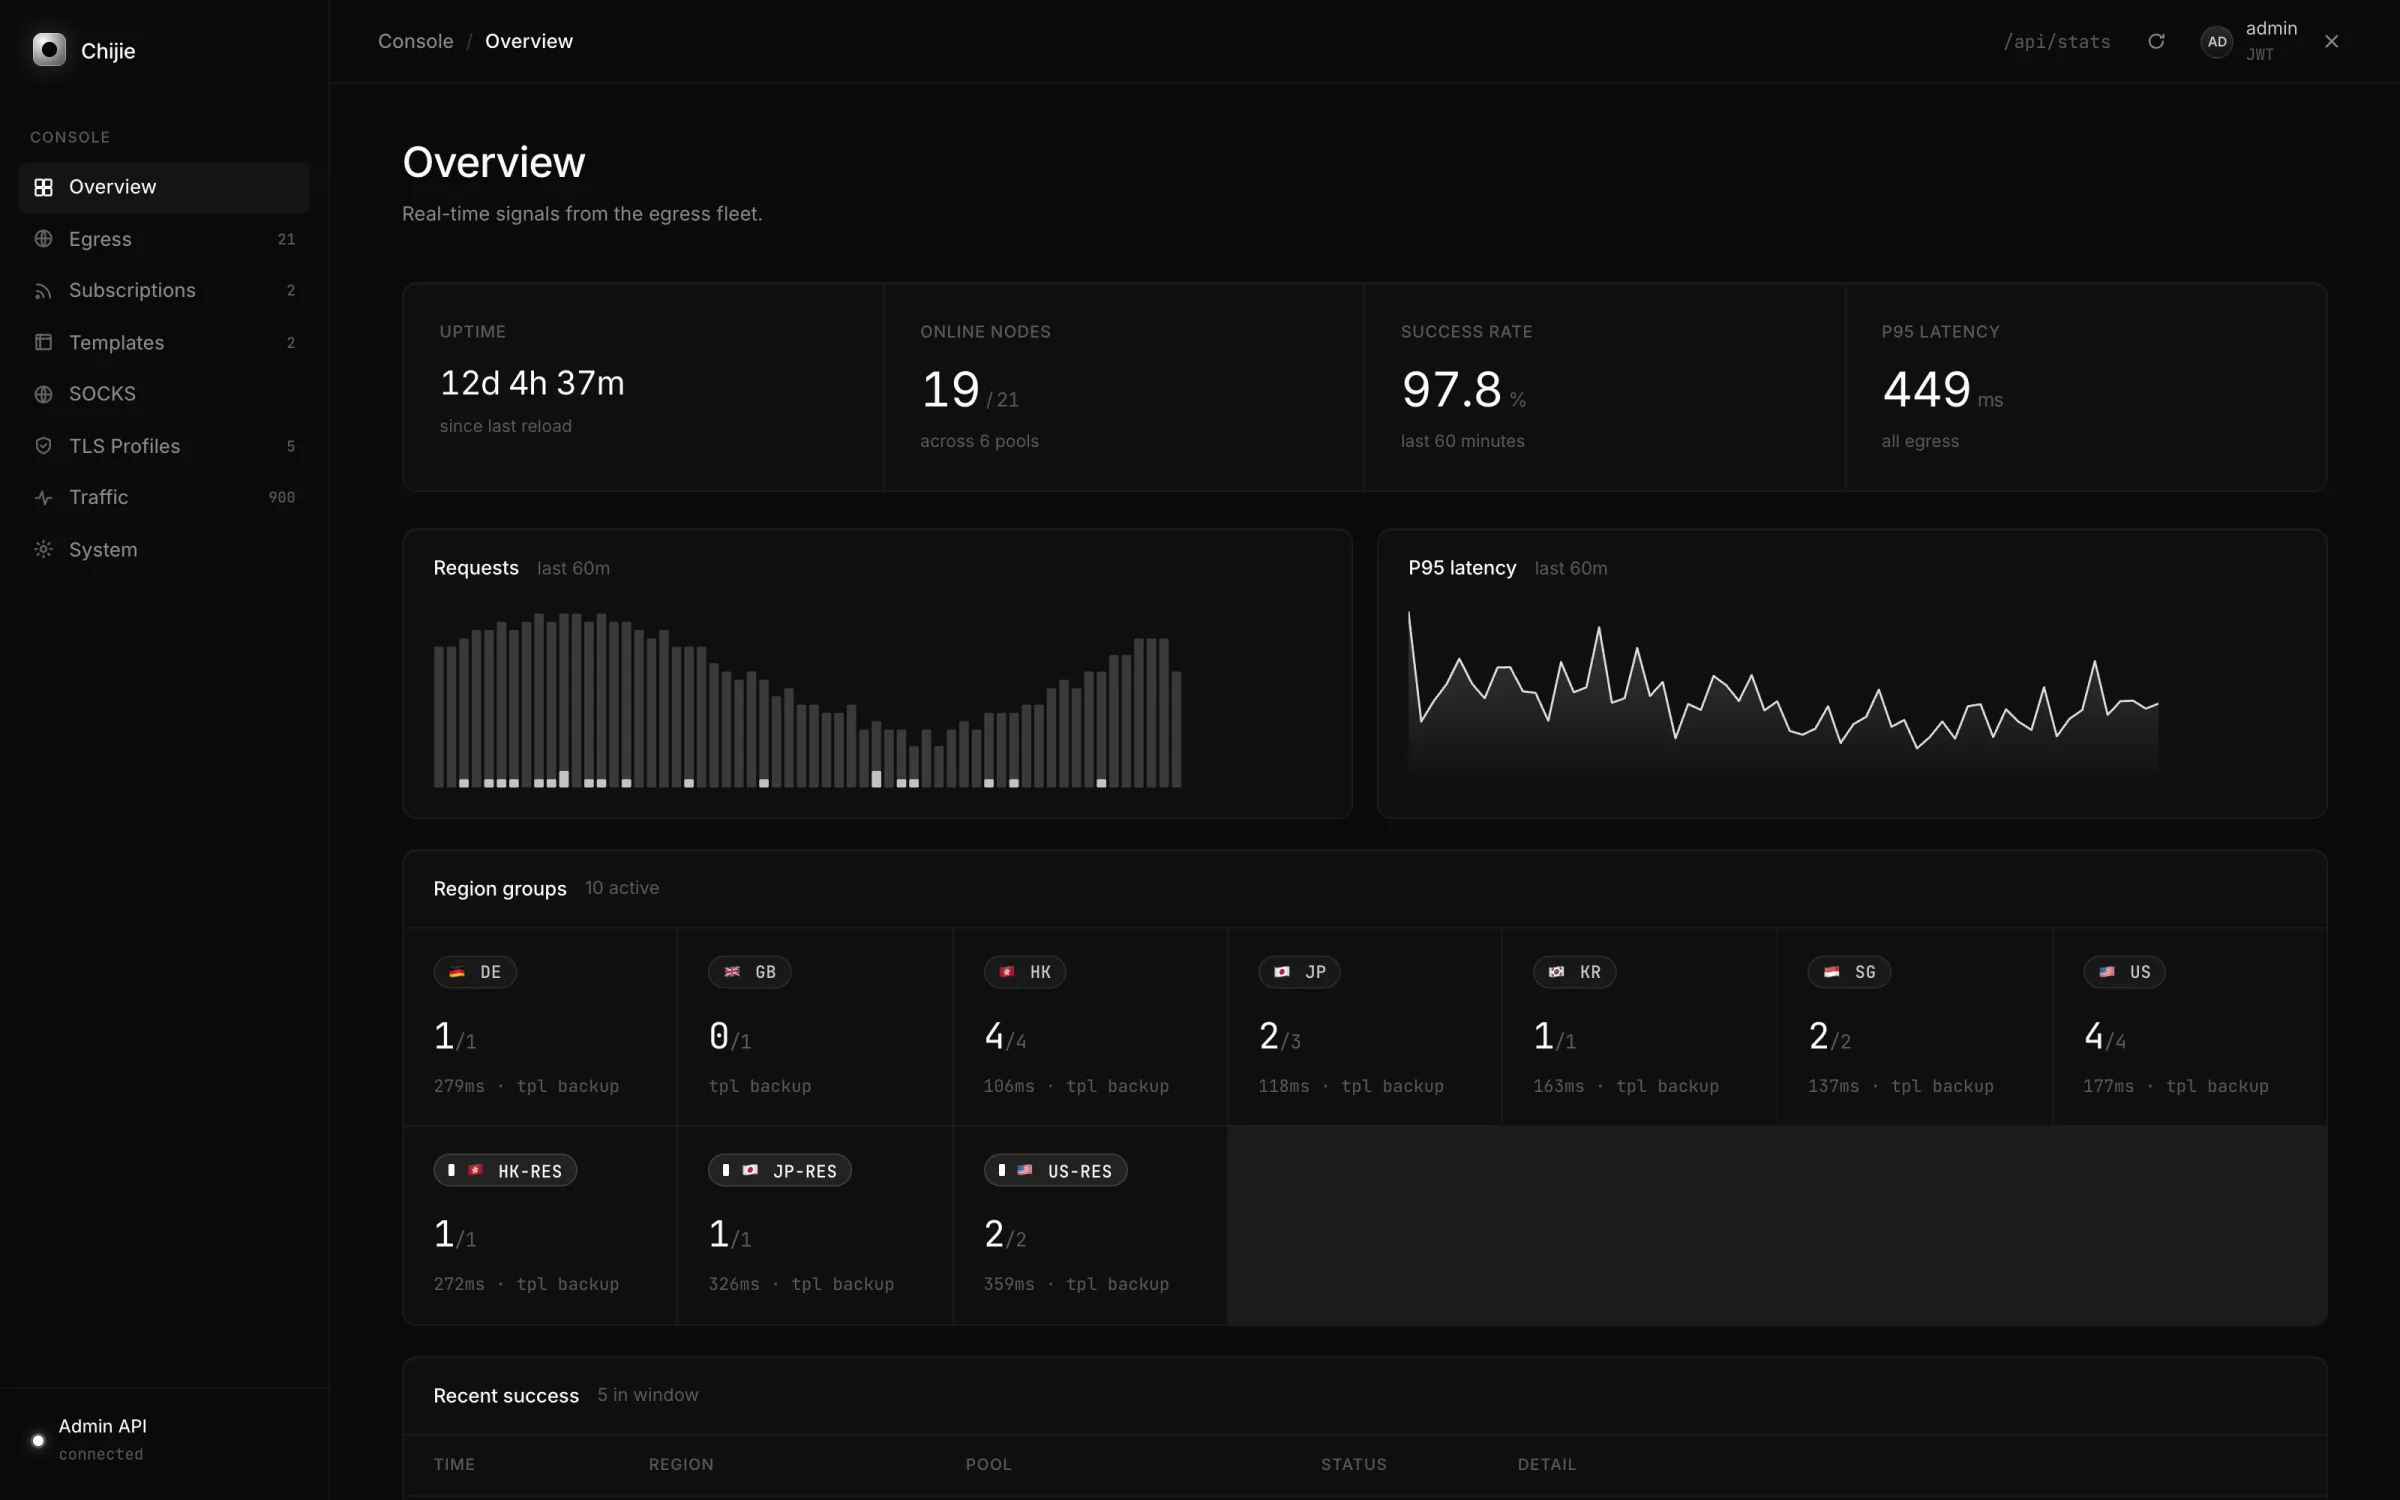 Chijie
Console / Overview
/api/stats
AD
admin
JWT
CONSOLE
Overview
Egress 21
Subscriptions 2
Templates 2
SOCKS
TLS Profiles 5
Traffic 900
System
Admin API
connected
Overview
Real-time signals from the egress fleet.
UPTIME
12d 4h 37m
since last reload
ONLINE NODES
19 / 21
across 6 pools
SUCCESS RATE
97.8 %
last 60 minutes
P95 LATENCY
449 ms
all egress
Requests last 60m
P95 latency last 60m
Region groups 10 active
DE
1/1
279ms · tpl backup
GB
0/1
tpl backup
HK
4/4
106ms · tpl backup
JP
2/3
118ms · tpl backup
KR
1/1
163ms · tpl backup
SG
2/2
137ms · tpl backup
US
4/4
177ms · tpl backup
HK-RES
1/1
272ms · tpl backup
JP-RES
1/1
326ms · tpl backup
US-RES
2/2
359ms · tpl backup
Recent success 5 in window
TIME REGION POOL STATUS DETAIL